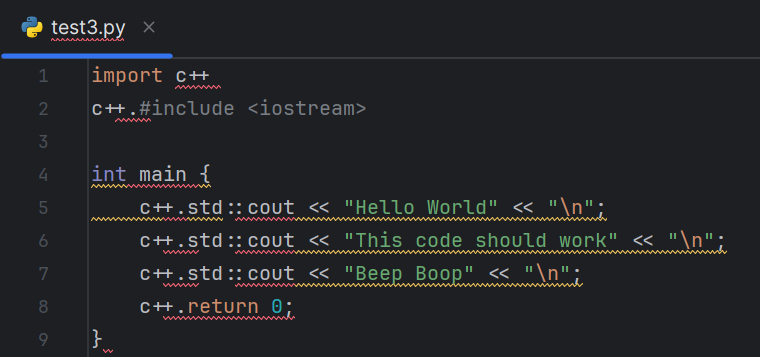 test3.py
1 import c++
2 c++.#include <iostream>
3
4 int main {
5 c++.std::cout << "Hello World" << "\n";
6 c++.std::cout << "This code should work" << "\n";
7 c++.std::cout << "Beep Boop" << "\n";
8 c++.return 0;
9 }